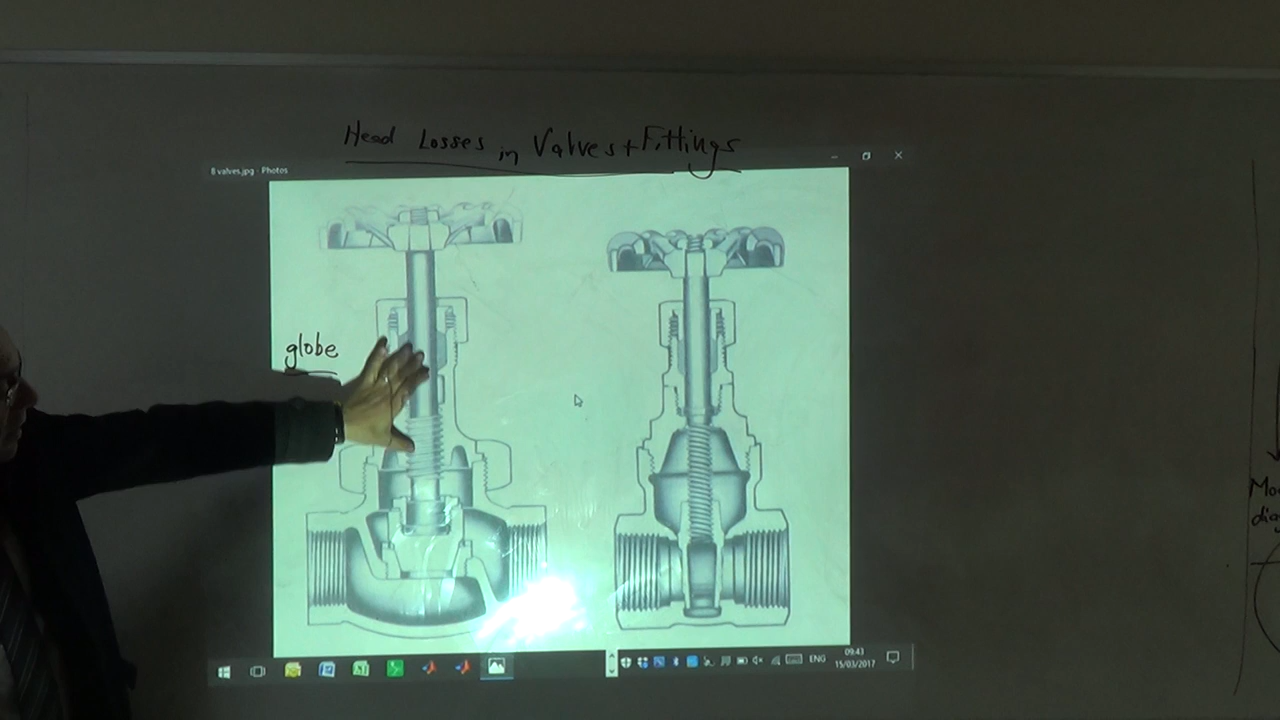 Head Losses in Valves + Fittings
8 valves.jpg - Photos
globe
ENG
09:43
15/03/2017